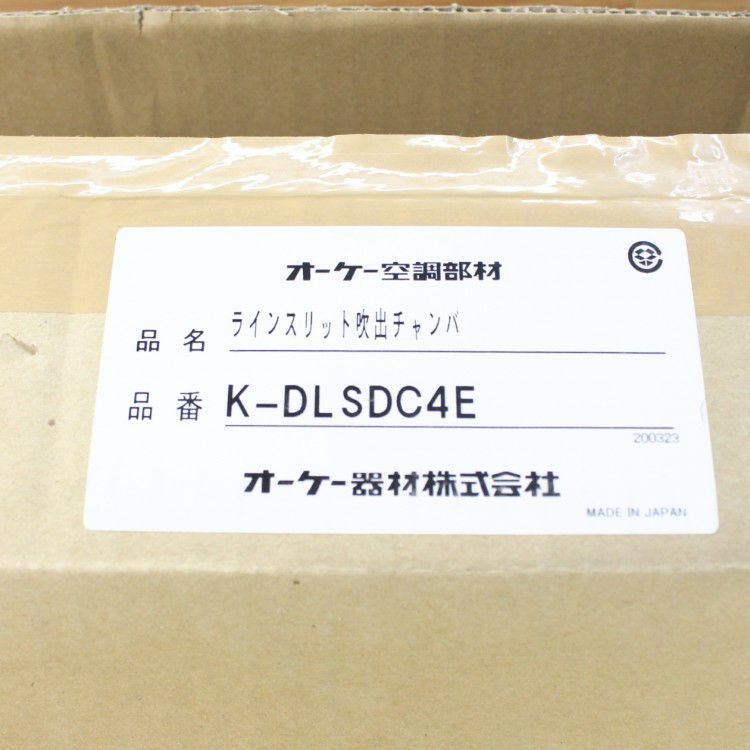 オーケー空調部材
品名 ラインスリット吹出チャンバ
品番 K-DLSDC4E
200323
オーケー器材株式会社
MADE IN JAPAN